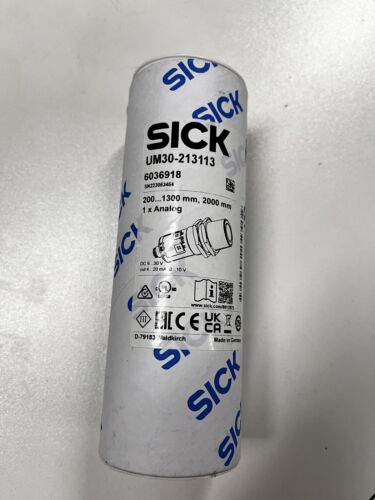 SICK
SICK
SICK
UM30-213113
6036918
200...1300 mm, 2000 mm
1 x Analog
DC 9...30 V
out 4...20 mA 0...10 V
CE UK
CA
D-79183 Waldkirch
Made in Germany
SICK
SICK
SICK